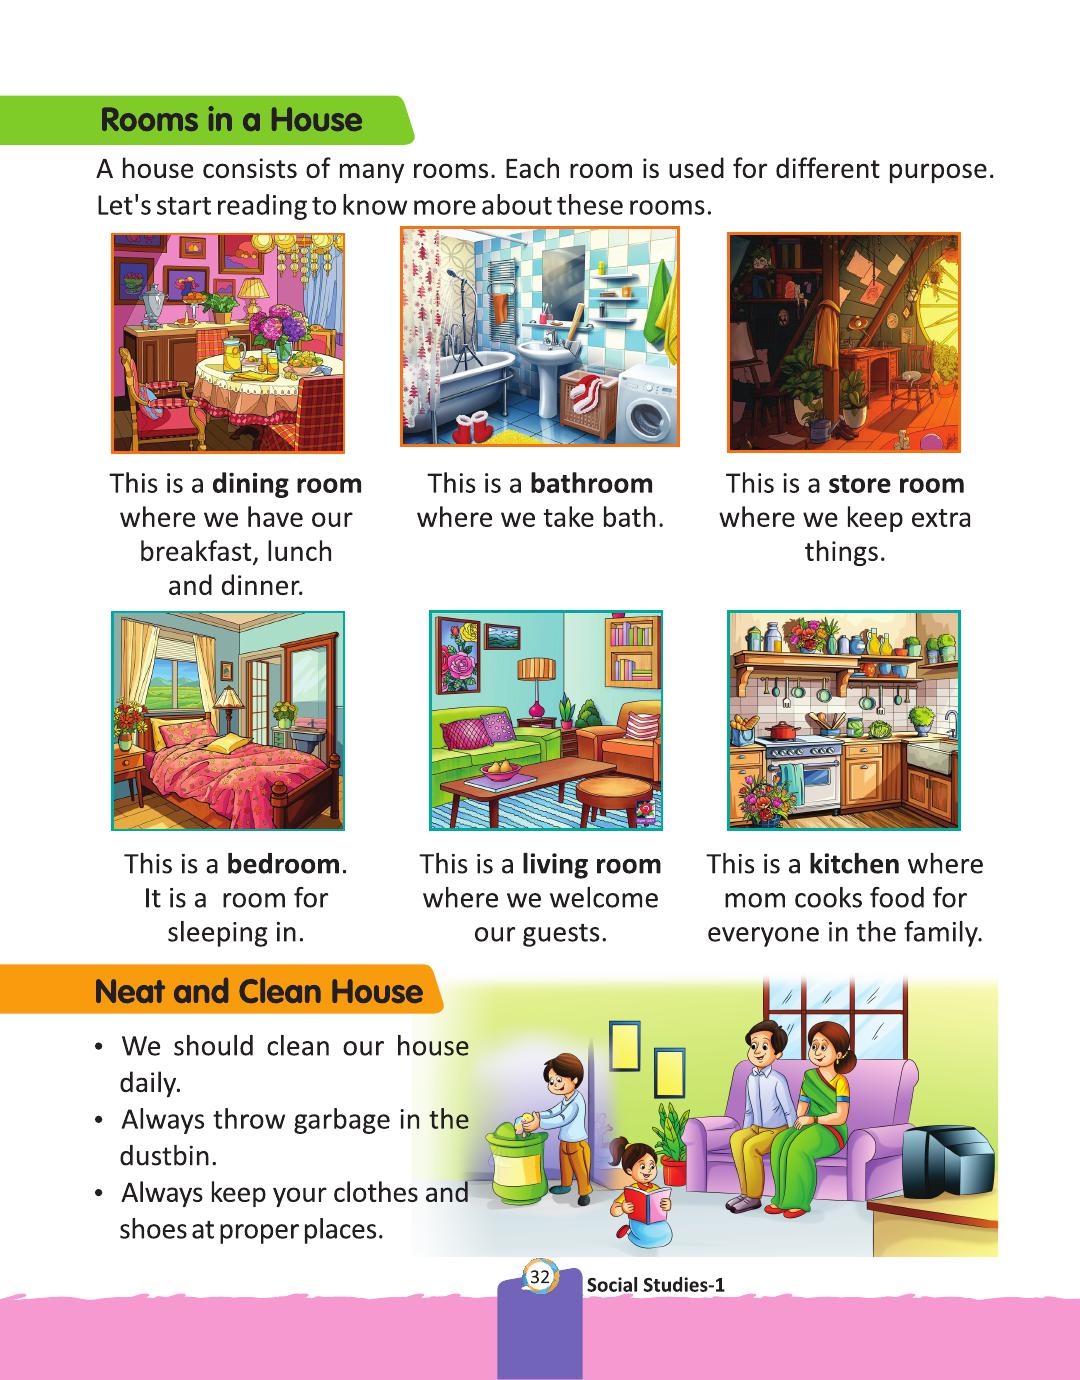 Rooms in a House
A house consists of many rooms. Each room is used for different purpose.
Let's start reading to know more about these rooms.
This is a dining room
where we have our
breakfast, lunch
and dinner.
This is a bathroom
where we take bath.
This is a store room
where we keep extra
things.
This is a bedroom.
It is a room for
sleeping in.
This is a living room
where we welcome
our guests.
This is a kitchen where
mom cooks food for
everyone in the family.
Neat and Clean House
• We should clean our house
daily.
• Always throw garbage in the
dustbin.
• Always keep your clothes and
shoes at proper places.
32
Social Studies-1